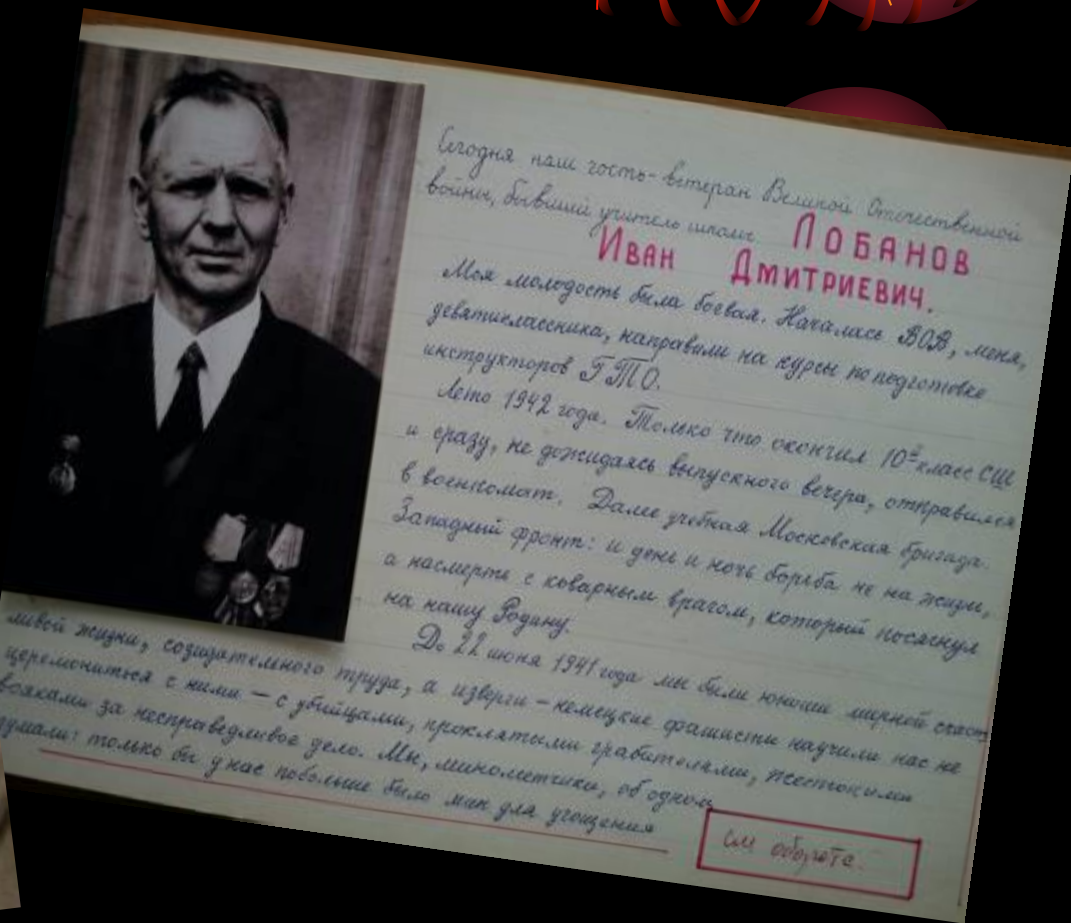 Сегодня наш гость-ветеран Великой Отечественной
войны, бывший учитель школы ЛОБАНОВ
ИВАН ДМИТРИЕВИЧ.
Моя молодость была боевая. Началась ВОВ, меня,
девятиклассника, направили на курсы по подготовке
инструкторов ГТО.
Лето 1942 года. Только что окончил 10й класс СШ
и сразу, не дожидаясь выпускного вечера, отправился
в военкомат. Далее учебная Московская бригада.
Западный фронт: и день и ночь борьба не на жизнь,
а насмерть с коварным врагом, который посягнул
на нашу Родину.
До 22 июня 1941 года мы были юноши мирной счаст
ливой жизни, созидательного труда, а изверги - немецкие фашисты научили нас не
церемониться с ними - с убийцами, проклятыми грабителями, жестокими
вояками за несправедливое дело. Мы, минометчики, об одном
думали: только бы у нас побольше было мин для угощения
см обороте.